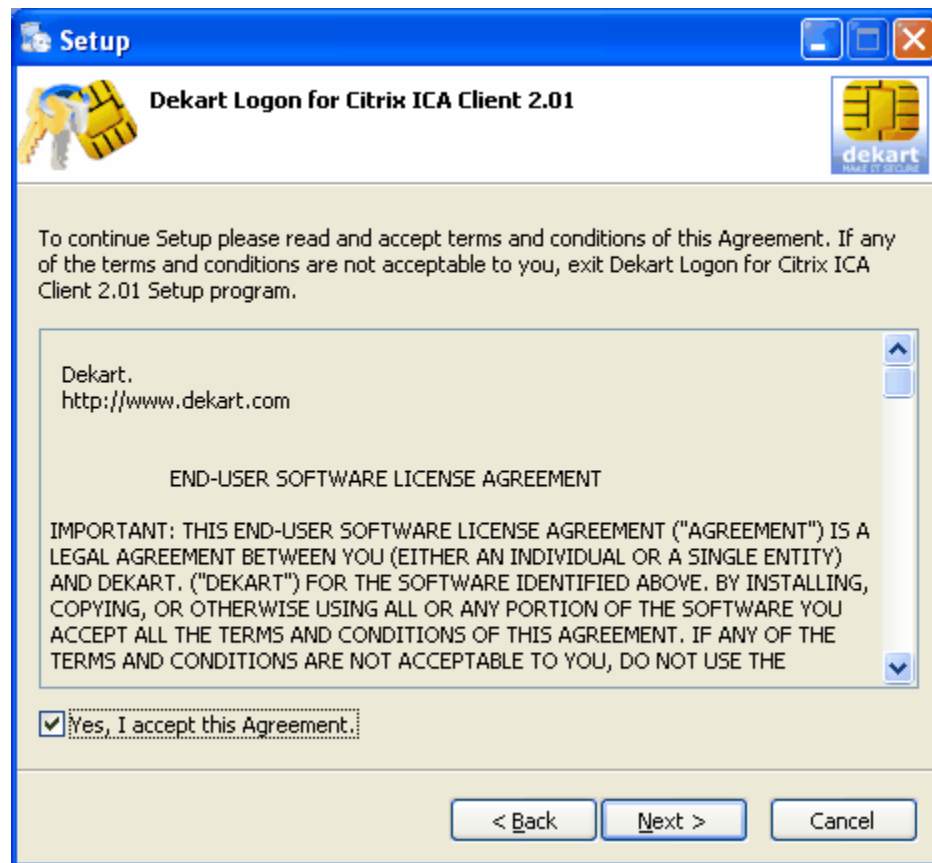 Setup
Dekart Logon for Citrix ICA Client 2.01
dekart
MAKE IT SECURE
To continue Setup please read and accept terms and conditions of this Agreement. If any
of the terms and conditions are not acceptable to you, exit Dekart Logon for Citrix ICA
Client 2.01 Setup program.
Dekart.
http://www.dekart.com
END-USER SOFTWARE LICENSE AGREEMENT
IMPORTANT: THIS END-USER SOFTWARE LICENSE AGREEMENT ("AGREEMENT") IS A
LEGAL AGREEMENT BETWEEN YOU (EITHER AN INDIVIDUAL OR A SINGLE ENTITY)
AND DEKART. ("DEKART") FOR THE SOFTWARE IDENTIFIED ABOVE. BY INSTALLING,
COPYING, OR OTHERWISE USING ALL OR ANY PORTION OF THE SOFTWARE YOU
ACCEPT ALL THE TERMS AND CONDITIONS OF THIS AGREEMENT. IF ANY OF THE
TERMS AND CONDITIONS ARE NOT ACCEPTABLE TO YOU, DO NOT USE THE
Yes, I accept this Agreement.
< Back
Next >
Cancel